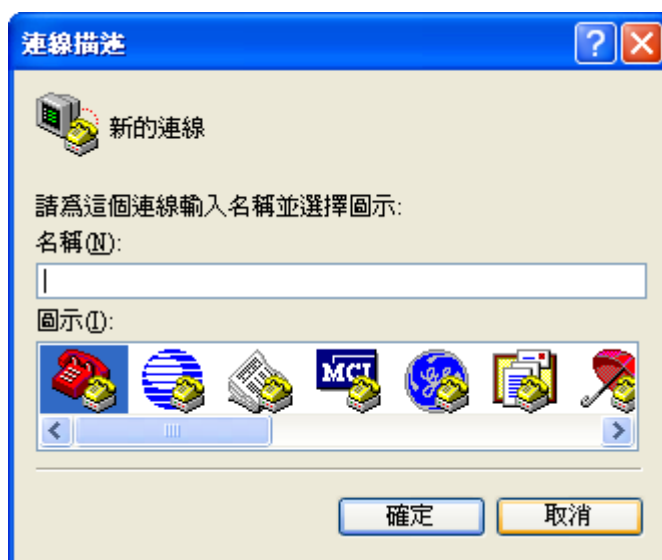 連線描述
新的連線
請為這個連線輸入名稱並選擇圖示:
名稱(N):
圖示(I):
MCI
確定
取消